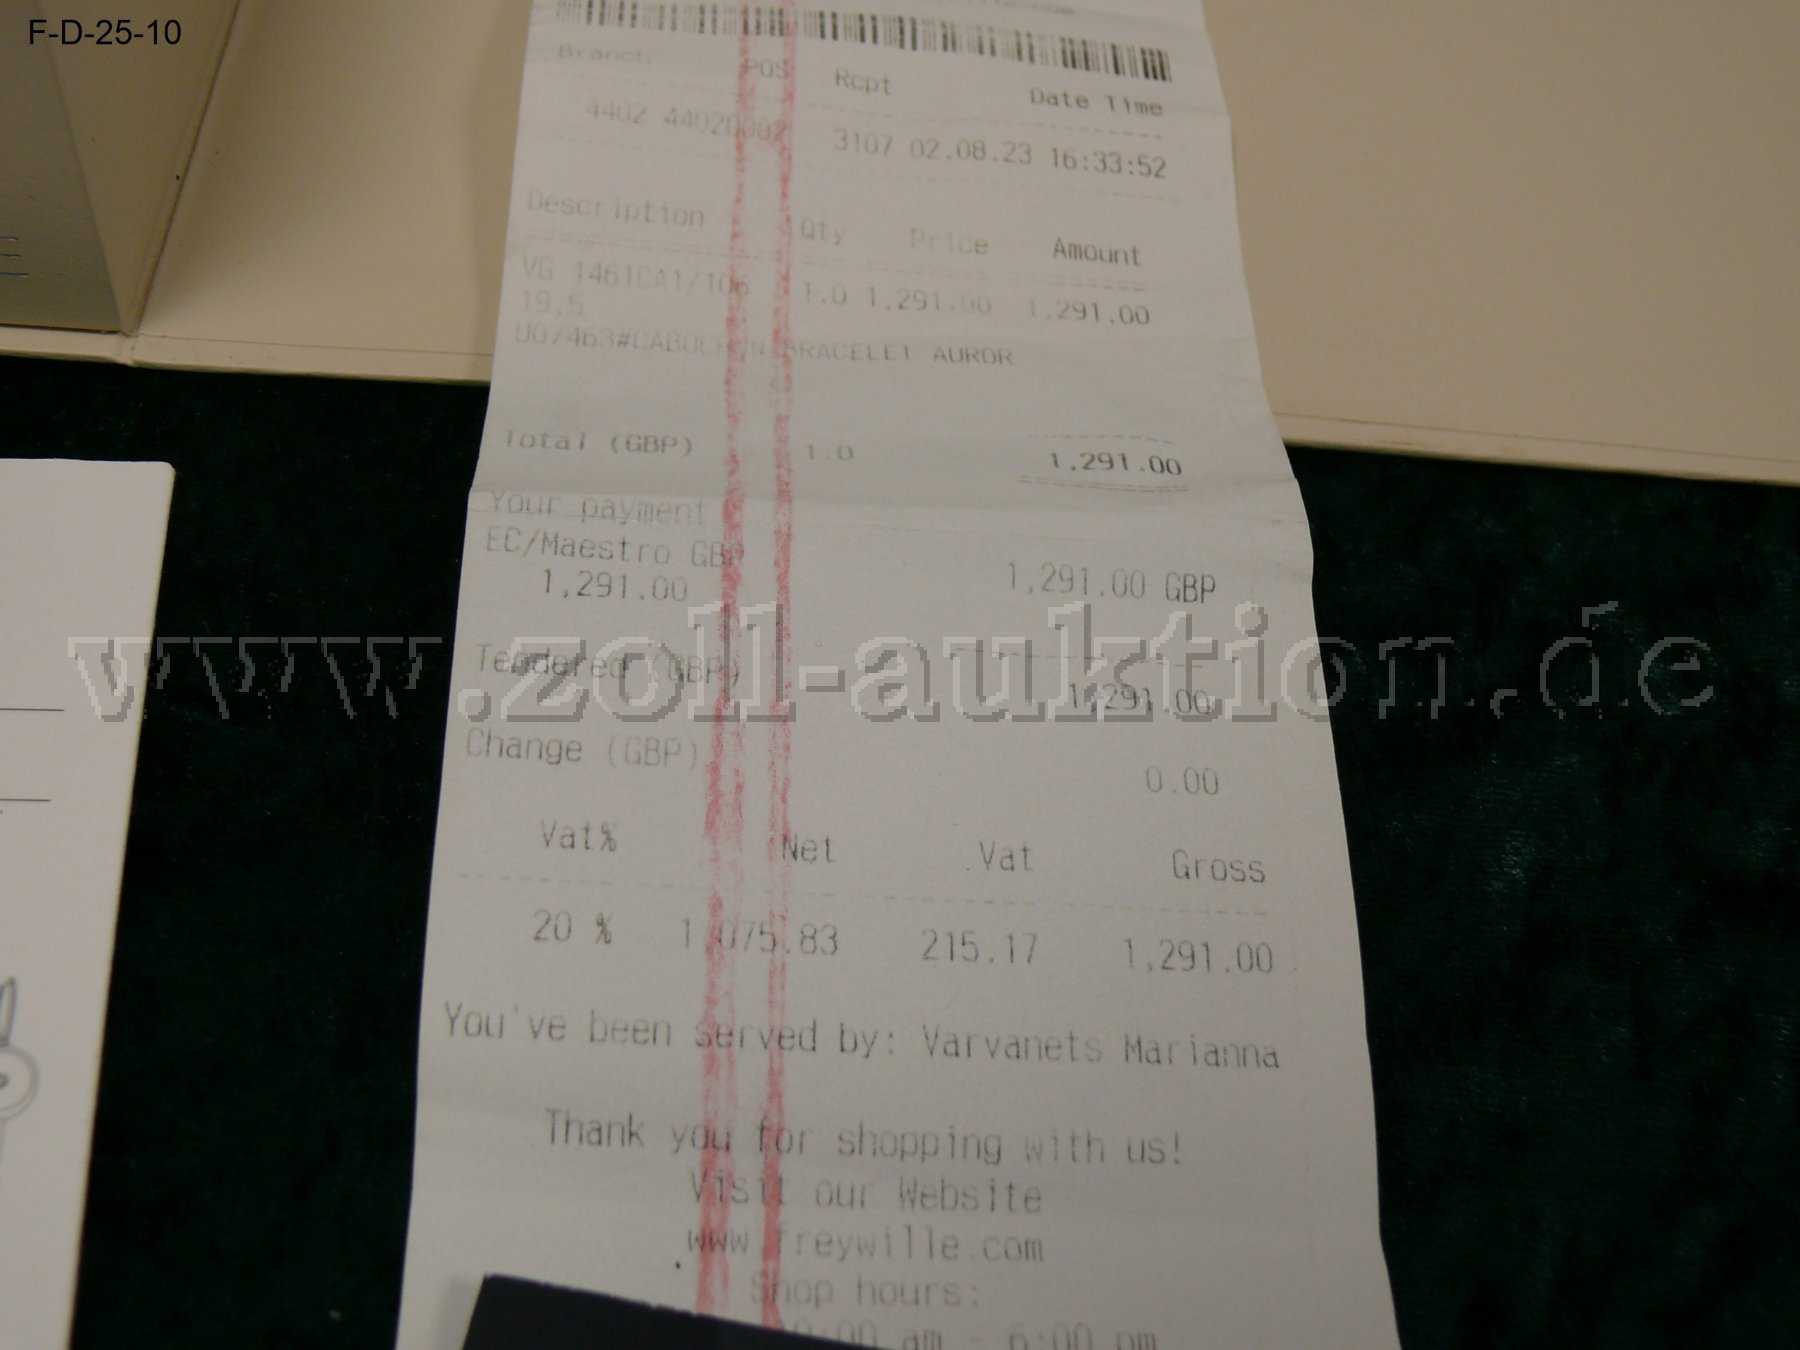 F-D-25-10
Branch POS Rcpt Date Time
4402 44020002 3107 02.08.23 16:33:52
Description Qty Price Amount
VG 1461CA1/106 1.0 1,291.00 1,291.00
19,5
BRACELET AUROR
Total (GBP) 1.0 1,291.00
Your payment
EC/Maestro GBP
1,291.00 1,291.00 GBP
www.zoll-auktion.de
Tendered (GBP) 1,291.00
Change (GBP) 0.00
Vat% Net Vat Gross
20 % 1,075.83 215.17 1,291.00
You've been served by: Varvanets Marianna
Thank you for shopping with us!
Visit our Website
www.freywille.com
Shop hours:
am - 6:00 pm